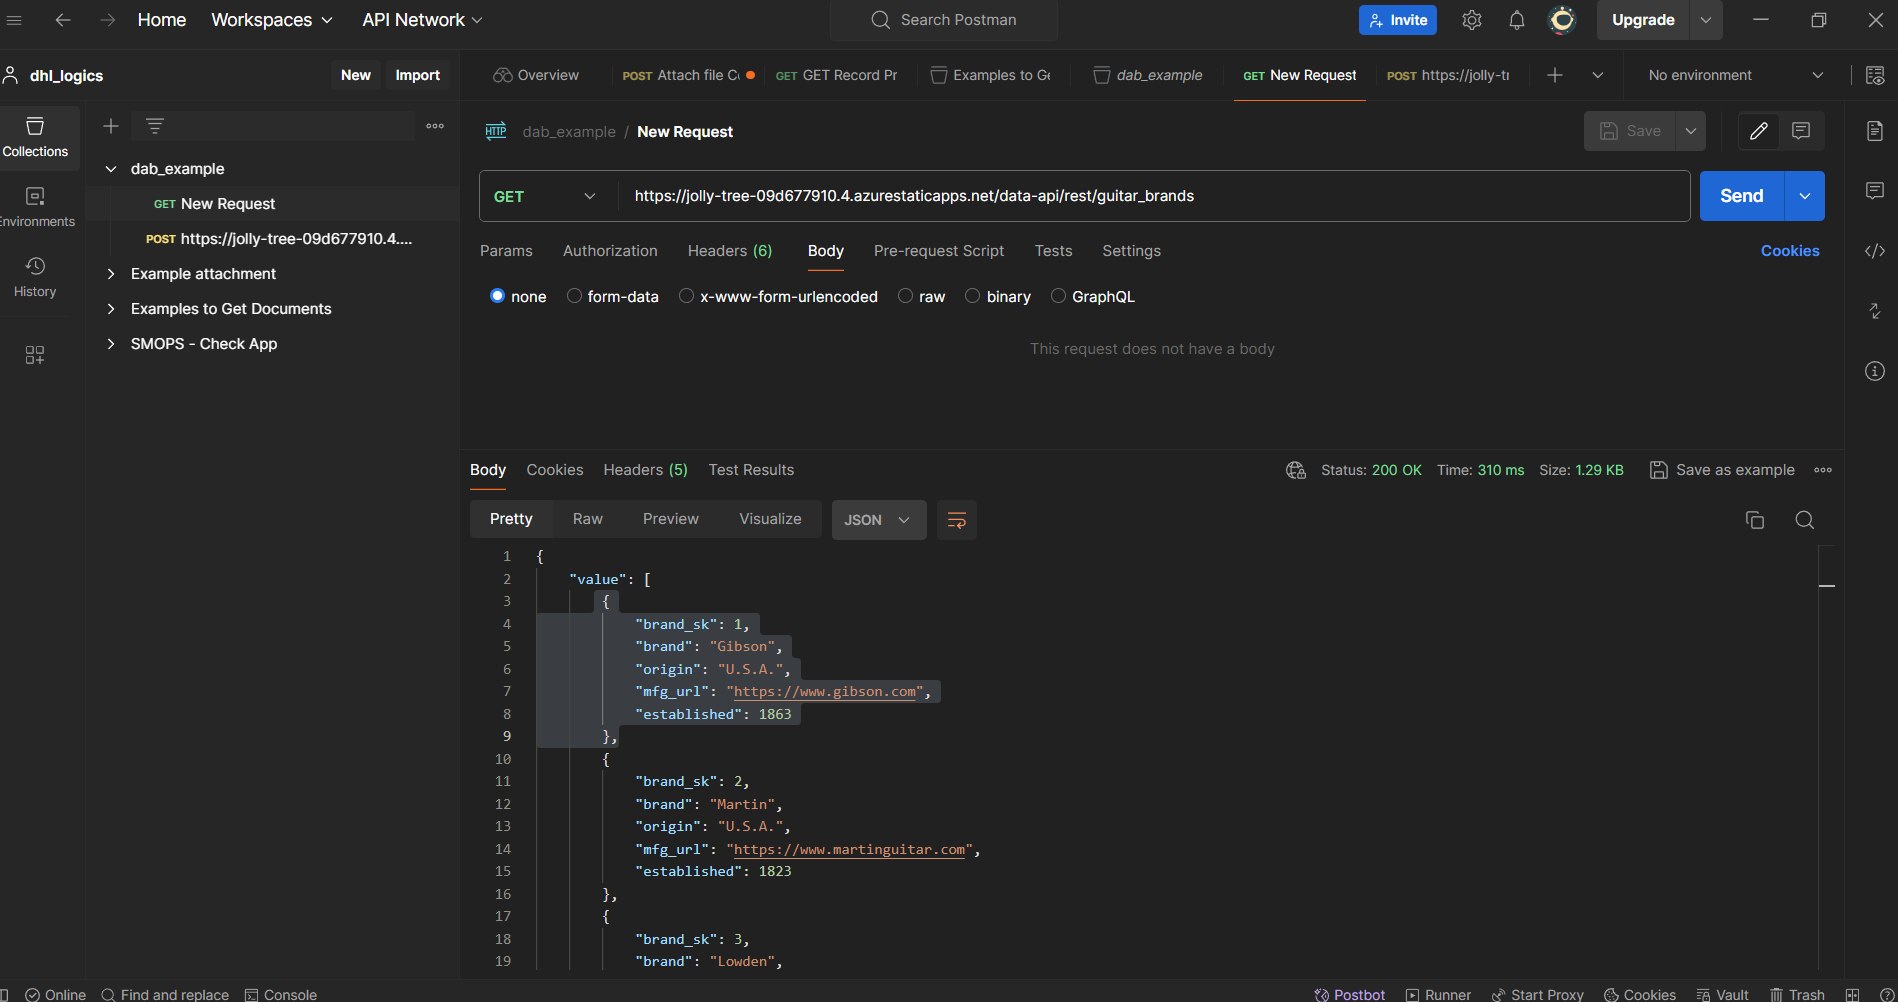 Home Workspaces API Network Search Postman Invite Upgrade
dhl_logics New Import
Overview POST Attach file C GET GET Record Pr Examples to Ge dab_example GET New Request POST https://jolly-tr No environment
Collections
Environments
History
dab_example
GET New Request
POST https://jolly-tree-09d677910.4....
Example attachment
Examples to Get Documents
SMOPS - Check App
HTTP dab_example / New Request Save
GET https://jolly-tree-09d677910.4.azurestaticapps.net/data-api/rest/guitar_brands Send
Params Authorization Headers (6) Body Pre-request Script Tests Settings Cookies
none form-data x-www-form-urlencoded raw binary GraphQL
This request does not have a body
Body Cookies Headers (5) Test Results Status: 200 OK Time: 310 ms Size: 1.29 KB Save as example
Pretty Raw Preview Visualize JSON
1 {
2 "value": [
3 {
4 "brand_sk": 1,
5 "brand": "Gibson",
6 "origin": "U.S.A.",
7 "mfg_url": "https://www.gibson.com",
8 "established": 1863
9 },
10 {
11 "brand_sk": 2,
12 "brand": "Martin",
13 "origin": "U.S.A.",
14 "mfg_url": "https://www.martinguitar.com",
15 "established": 1823
16 },
17 {
18 "brand_sk": 3,
19 "brand": "Lowden",
Online Find and replace Console Postbot Runner Start Proxy Cookies Vault Trash